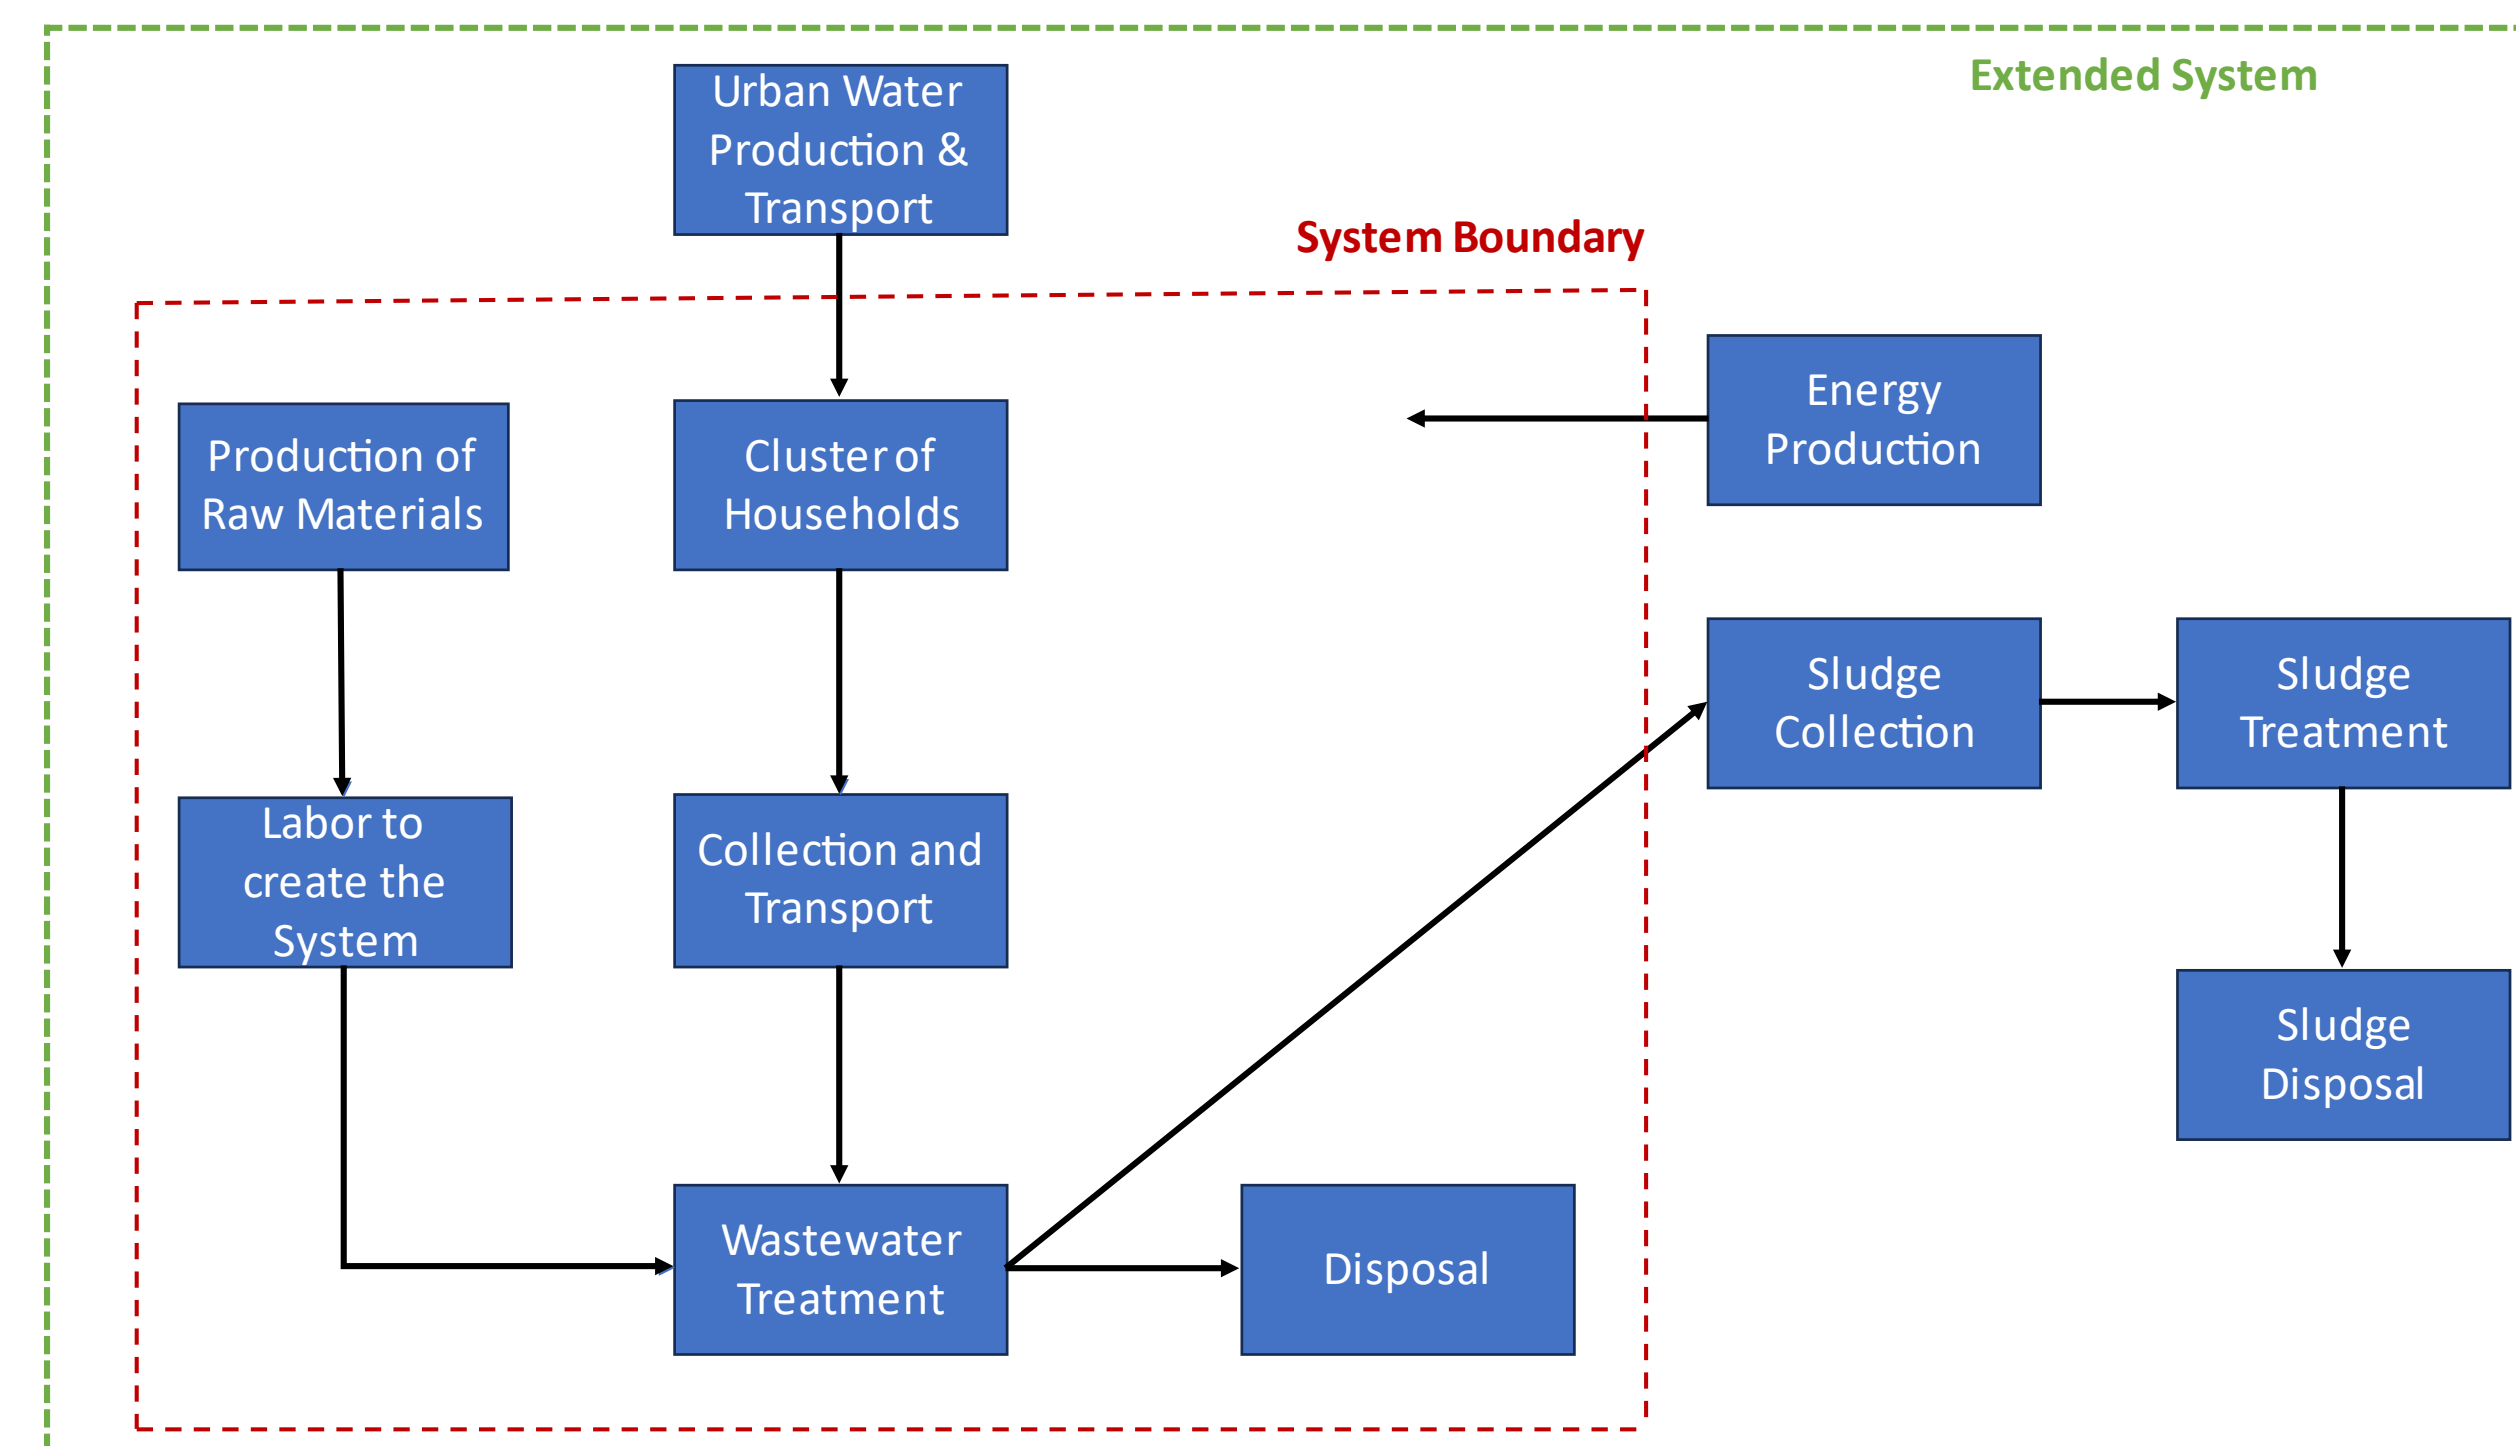 Extended System
Urban Water
Production &
Transport
System Boundary
Energy
Production
Production of
Raw Materials
Cluster of
Households
Sludge
Collection
Sludge
Treatment
Labor to
create the
System
Collection and
Transport
Sludge
Disposal
Wastewater
Treatment
Disposal